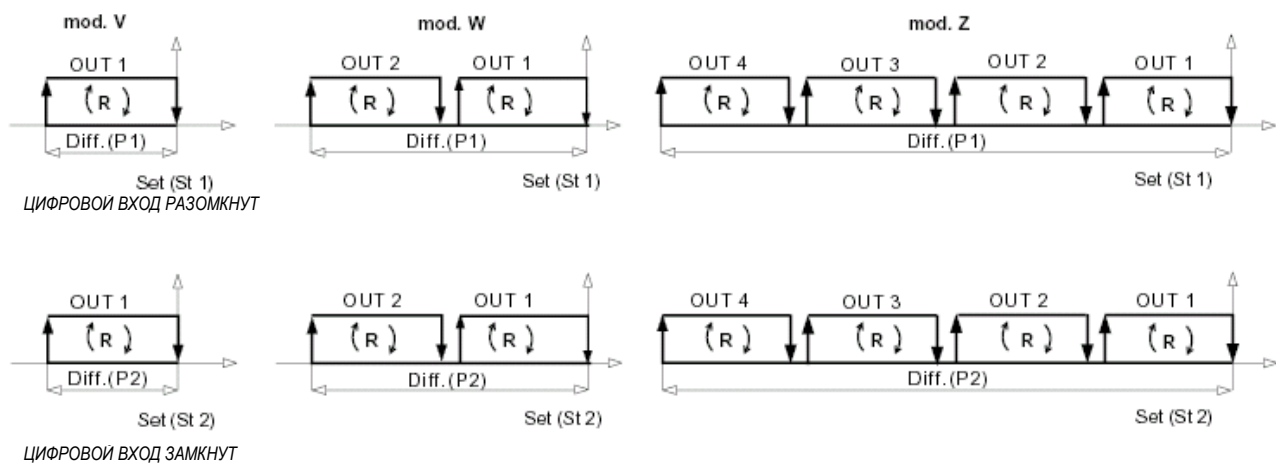 mod. V mod. W mod. Z
OUT 1 OUT 2 OUT 1 OUT 4 OUT 3 OUT 2 OUT 1
R R R R R R R
Diff.(P1) Diff.(P1) Diff.(P1)
Set (St 1) Set (St 1) Set (St 1)
ЦИФРОВОЙ ВХОД РАЗОМКНУТ
OUT 1 OUT 2 OUT 1 OUT 4 OUT 3 OUT 2 OUT 1
R R R R R R R
Diff.(P2) Diff.(P2) Diff.(P2)
Set (St 2) Set (St 2) Set (St 2)
ЦИФРОВОЙ ВХОД ЗАМКНУТ